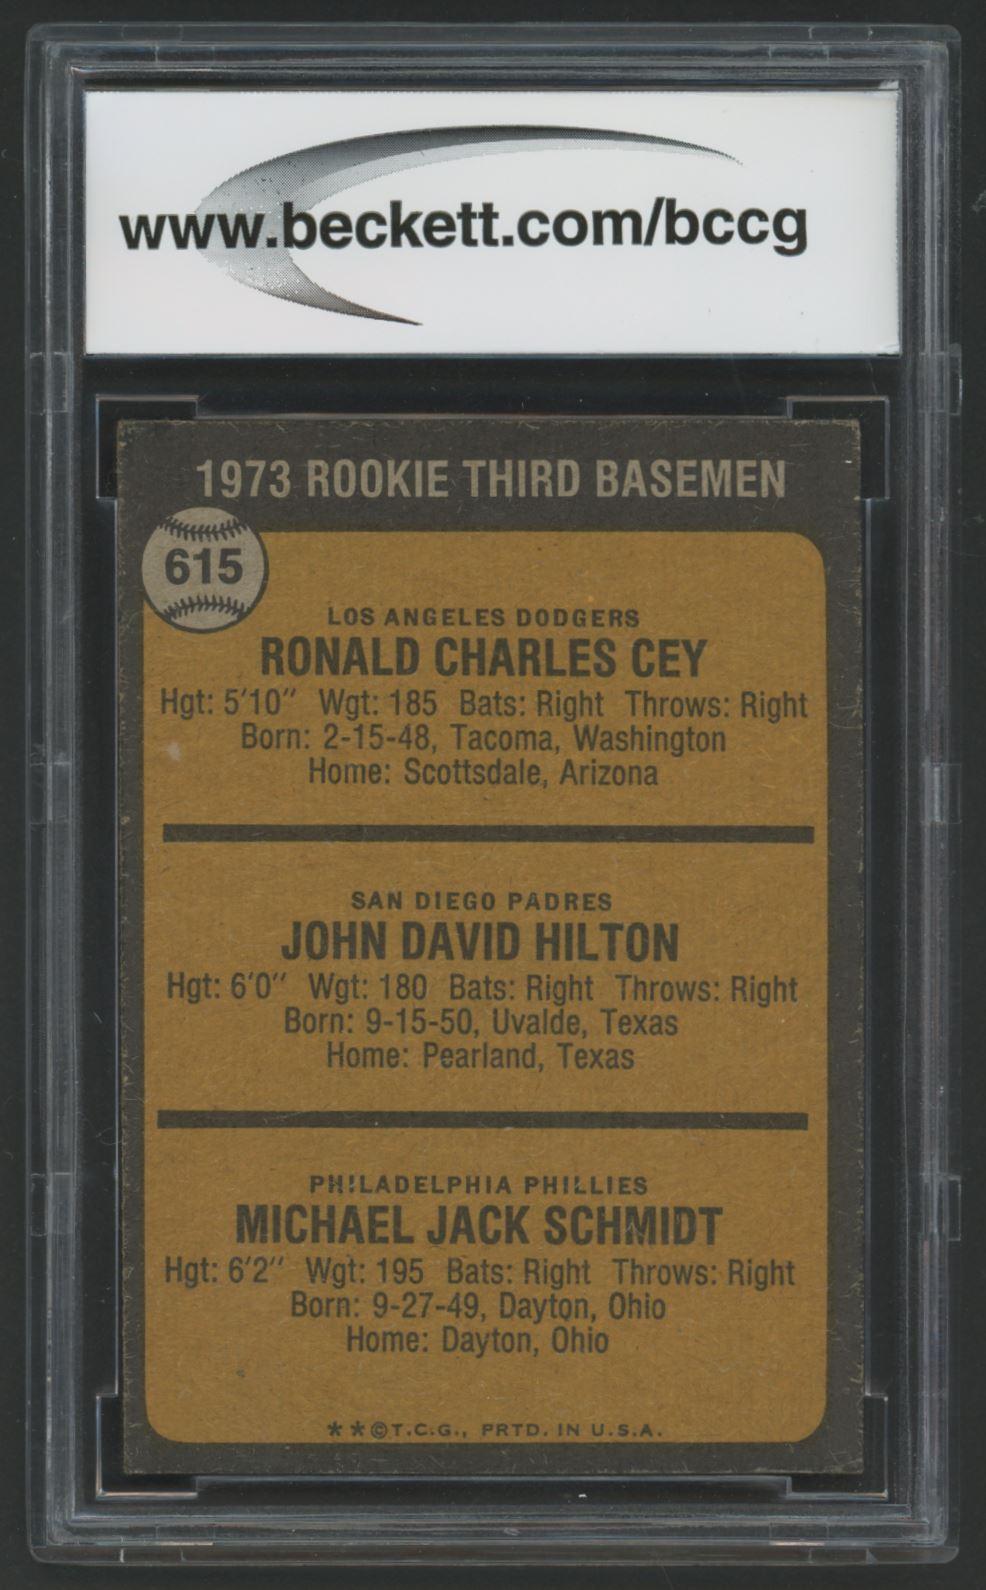 www.beckett.com/bccg
1973 ROOKIE THIRD BASEMEN
615
LOS ANGELES DODGERS
RONALD CHARLES CEY
Hgt: 5'10" Wgt: 185 Bats: Right Throws: Right
Born: 2-15-48, Tacoma, Washington
Home: Scottsdale, Arizona
SAN DIEGO PADRES
JOHN DAVID HILTON
Hgt: 6'0" Wgt: 180 Bats: Right Throws: Right
Born: 9-15-50, Uvalde, Texas
Home: Pearland, Texas
PHILADELPHIA PHILLIES
MICHAEL JACK SCHMIDT
Hgt: 6'2" Wgt: 195 Bats: Right Throws: Right
Born: 9-27-49, Dayton, Ohio
Home: Dayton, Ohio
**©T.C.G., PRTD. IN U.S.A.